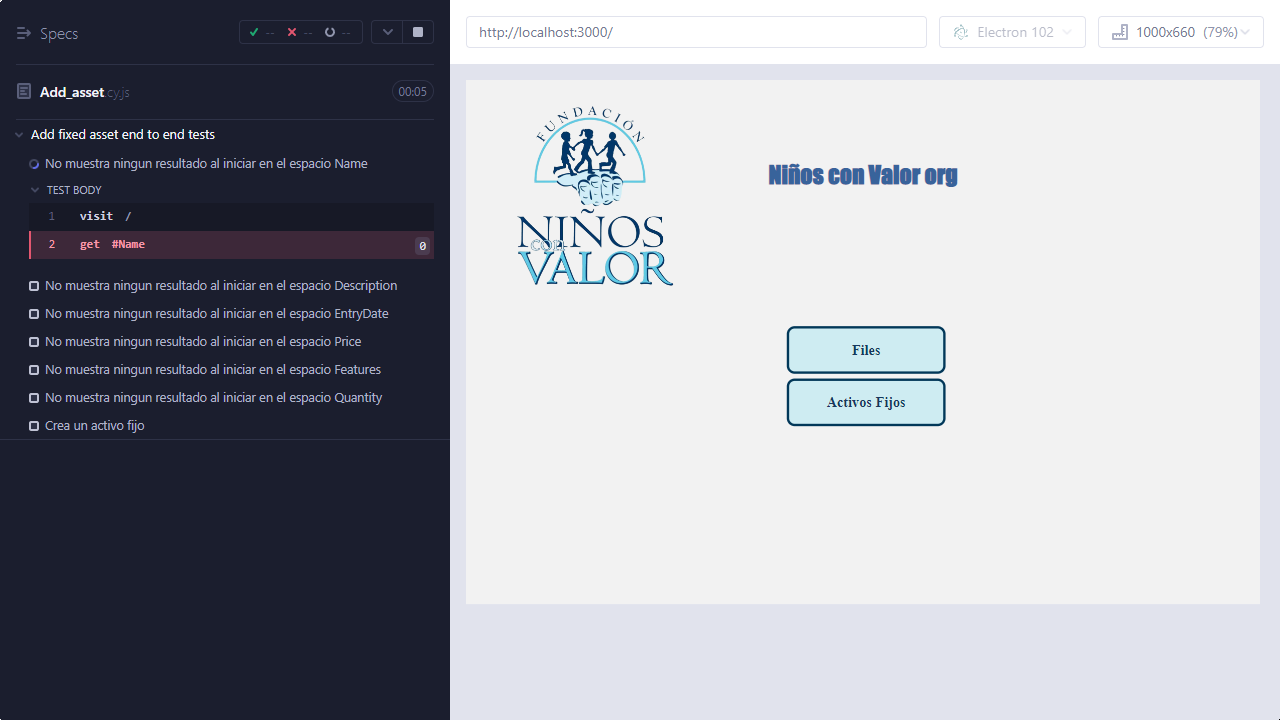 Specs
-- -- --
Add_asset.cy.js 00:05
Add fixed asset end to end tests
No muestra ningun resultado al iniciar en el espacio Name
TEST BODY
1 visit /
2 get #Name 0
No muestra ningun resultado al iniciar en el espacio Description
No muestra ningun resultado al iniciar en el espacio EntryDate
No muestra ningun resultado al iniciar en el espacio Price
No muestra ningun resultado al iniciar en el espacio Features
No muestra ningun resultado al iniciar en el espacio Quantity
Crea un activo fijo
http://localhost:3000/
Electron 102
1000x660 (79%)
FUNDACIÓN
NIÑOS
CON
VALOR
Niños con Valor org
Files
Activos Fijos